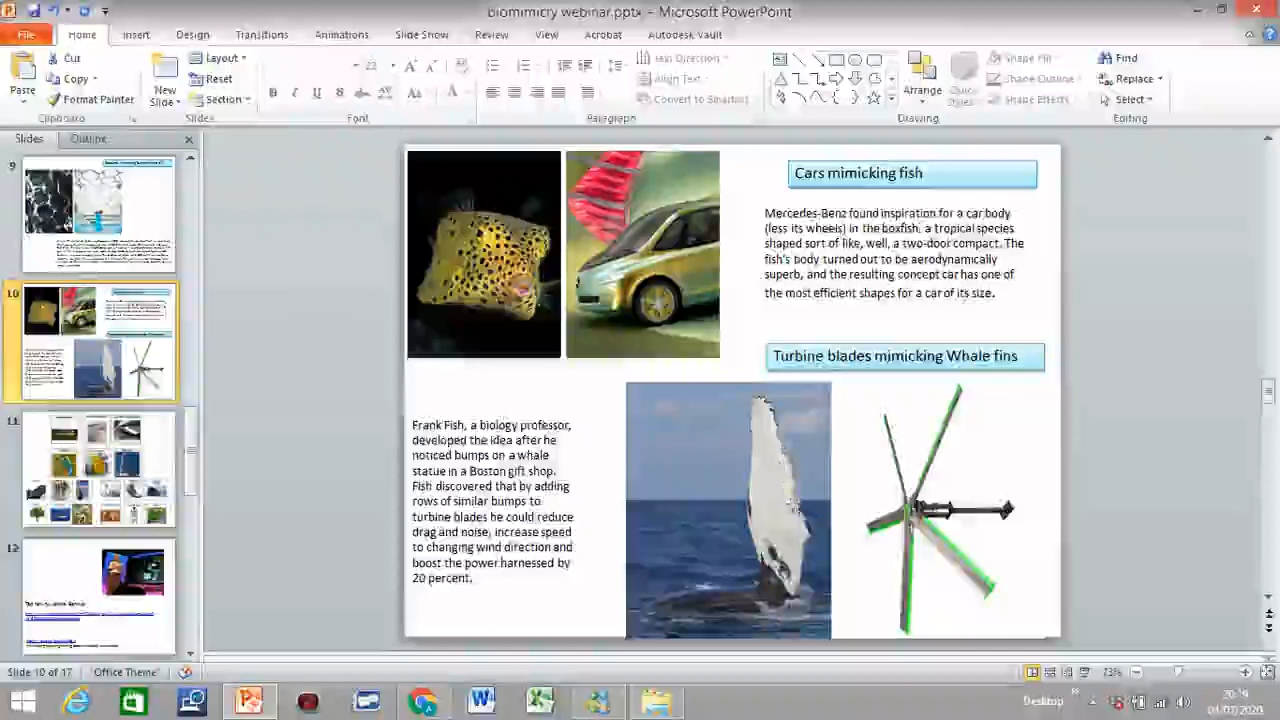 biomimicry webinar.pptx - Microsoft PowerPoint
File Home Insert Design Transitions Animations Slide Show Review View Acrobat Autodesk Vault
Paste
Cut
Copy
Format Painter
Clipboard
New Slide
Layout
Reset
Section
Slides
Font
Text Direction
Align Text
Convert to SmartArt
Paragraph
Arrange
Quick Styles
Shape Fill
Shape Outline
Shape Effects
Drawing
Find
Replace
Select
Editing
Slides Outline
9
10
11
12
Cars mimicking fish
Mercedes-Benz found inspiration for a car body
(less its wheels) in the boxfish, a tropical species
shaped sort of like, well, a two-door compact. The
fish's body turned out to be aerodynamically
superb, and the resulting concept car has one of
the most efficient shapes for a car of its size.
Turbine blades mimicking Whale fins
Frank Fish, a biology professor,
developed the idea after he
noticed bumps on a whale
statue in a Boston gift shop.
Fish discovered that by adding
rows of similar bumps to
turbine blades he could reduce
drag and noise, increase speed
to changing wind direction and
boost the power harnessed by
20 percent.
Slide 10 of 17 "Office Theme" 73%
Desktop